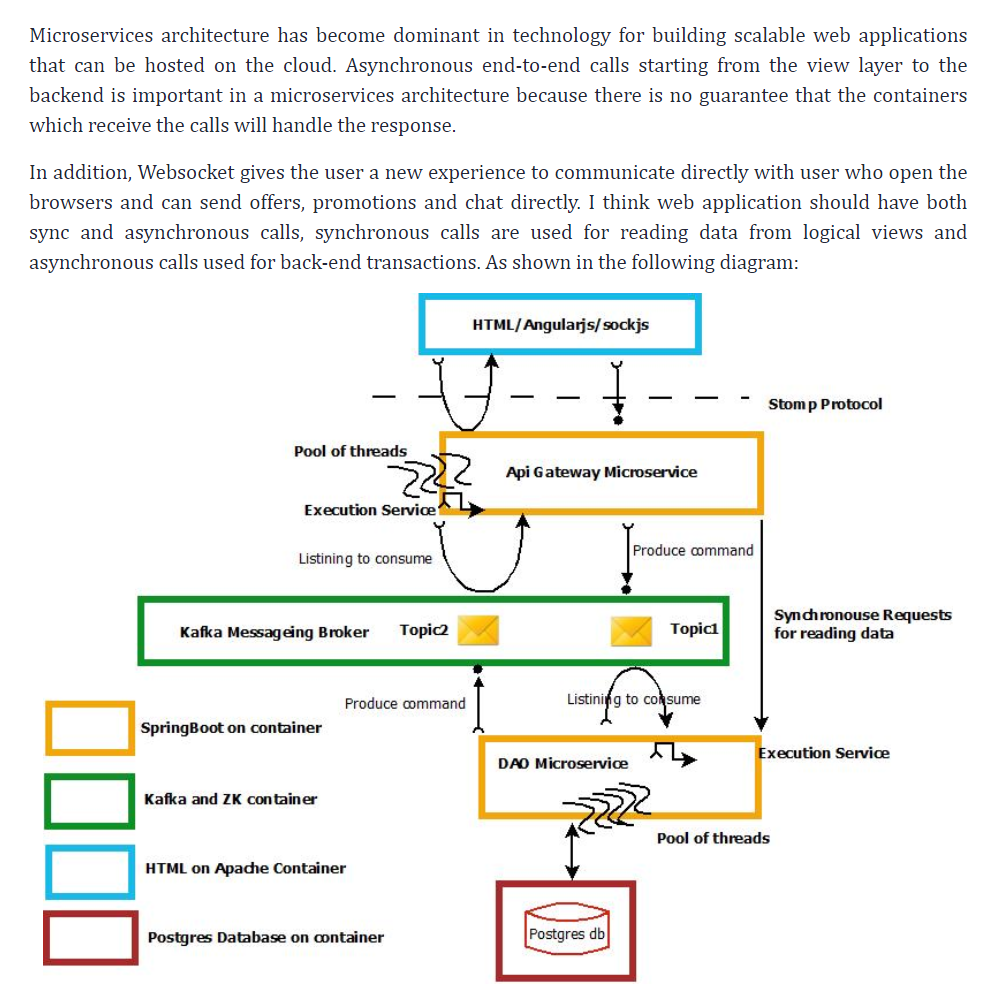 Microservices architecture has become dominant in technology for building scalable web applications
that can be hosted on the cloud. Asynchronous end-to-end calls starting from the view layer to the
backend is important in a microservices architecture because there is no guarantee that the containers
which receive the calls will handle the response.
In addition, Websocket gives the user a new experience to communicate directly with user who open the
browsers and can send offers, promotions and chat directly. I think web application should have both
sync and asynchronous calls, synchronous calls are used for reading data from logical views and
asynchronous calls used for back-end transactions. As shown in the following diagram:
HTML/Angularjs/sockjs
Stomp Protocol
Pool of threads
Api Gateway Microservice
Execution Service
Listining to consume
Produce command
Synchronouse Requests
for reading data
Kafka Messageing Broker
Topic2
Topic1
Produce command
Listining to consume
SpringBoot on container
DAO Microservice
Execution Service
Kafka and ZK container
Pool of threads
HTML on Apache Container
Postgres db
Postgres Database on container